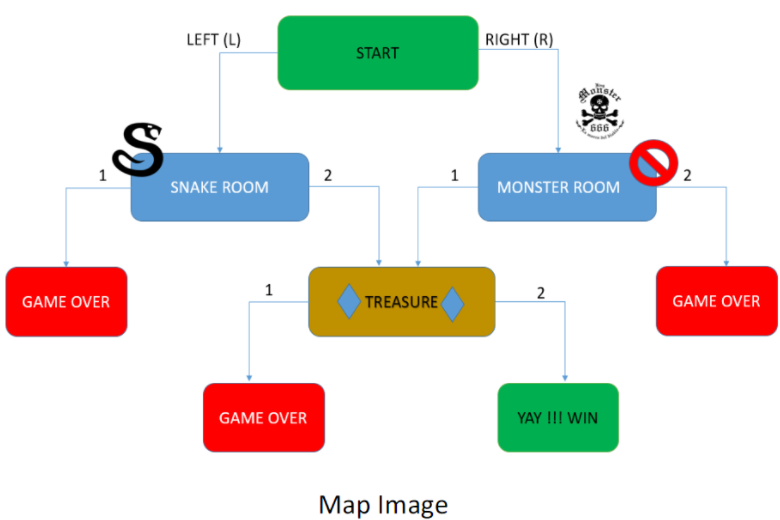 LEFT (L)
START
RIGHT (R)
Monster
666
1
SNAKE ROOM
2
1
MONSTER ROOM
2
GAME OVER
1
TREASURE
2
GAME OVER
GAME OVER
YAY !!! WIN
Map Image